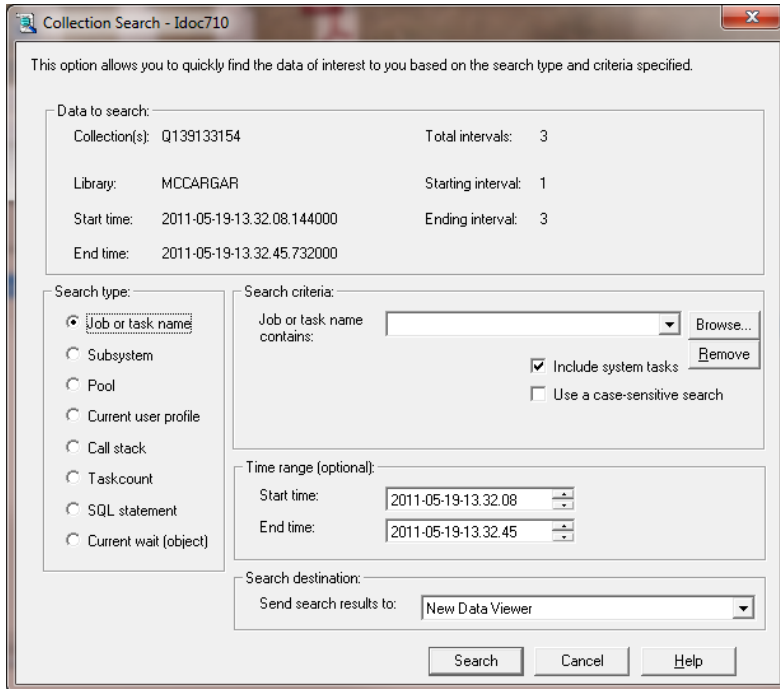 Collection Search - Idoc710
This option allows you to quickly find the data of interest to you based on the search type and criteria specified.
Data to search:
Collection(s): Q139133154 Total intervals: 3
Library: MCCARGAR Starting interval: 1
Start time: 2011-05-19-13.32.08.144000 Ending interval: 3
End time: 2011-05-19-13.32.45.732000
Search type:
Job or task name
Subsystem
Pool
Current user profile
Call stack
Taskcount
SQL statement
Current wait (object)
Search criteria:
Job or task name
contains:
Browse...
Remove
Include system tasks
Use a case-sensitive search
Time range (optional):
Start time: 2011-05-19-13.32.08
End time: 2011-05-19-13.32.45
Search destination:
Send search results to: New Data Viewer
Search Cancel Help